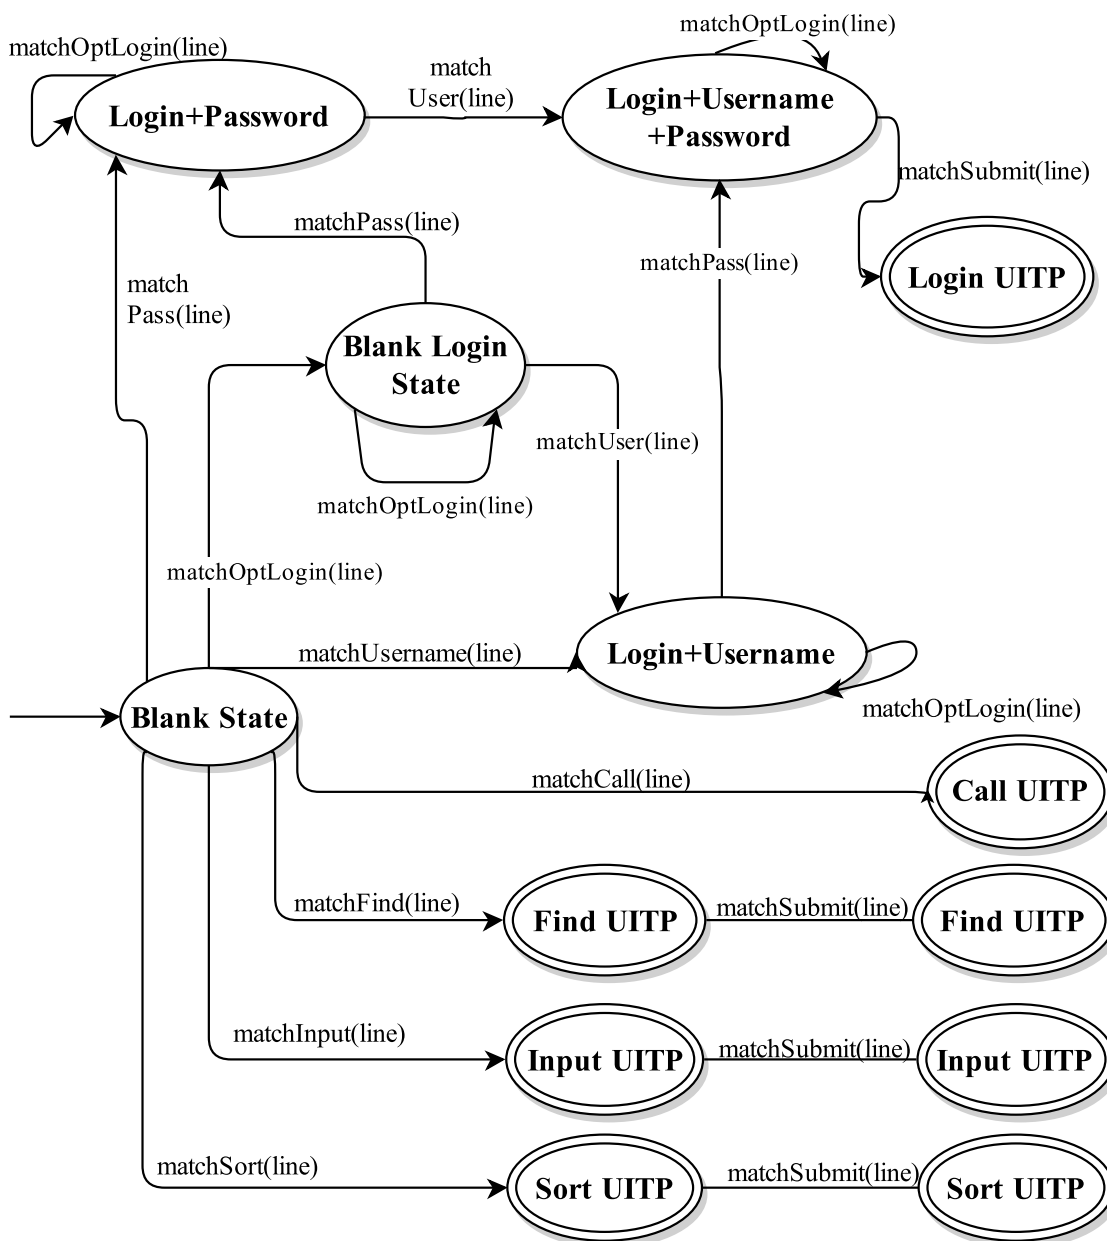 matchOptLogin(line)
matchOptLogin(line)
Login+Password
match
User(line)
Login+Username
+Password
matchSubmit(line)
matchPass(line)
matchPass(line)
Login UITP
match
Pass(line)
Blank Login
State
matchUser(line)
matchOptLogin(line)
matchOptLogin(line)
matchUsername(line)
Login+Username
matchOptLogin(line)
Blank State
matchCall(line)
Call UITP
matchFind(line)
Find UITP
matchSubmit(line)
Find UITP
matchInput(line)
Input UITP
matchSubmit(line)
Input UITP
matchSort(line)
Sort UITP
matchSubmit(line)
Sort UITP